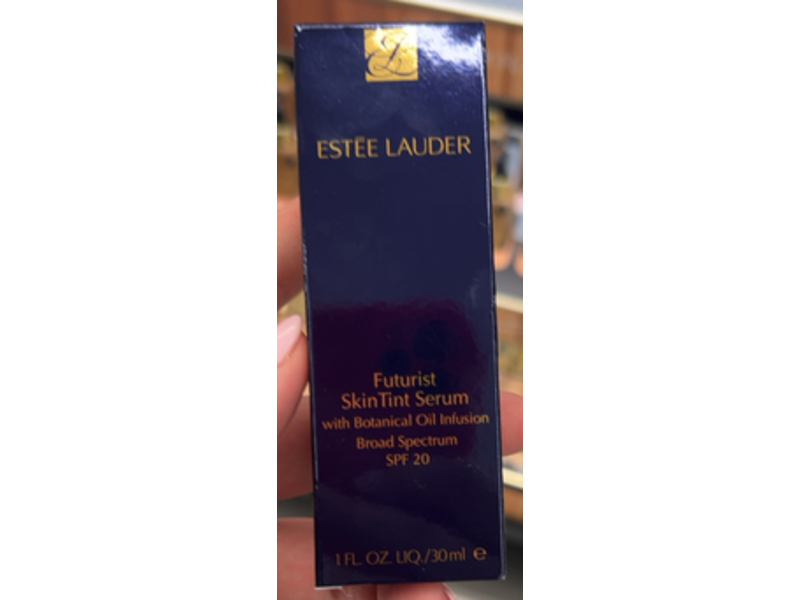 ESTĒE LAUDER
Futurist
SkinTint Serum
with Botanical Oil Infusion
Broad Spectrum
SPF 20
1 FL. OZ. LIQ./30ml ℮